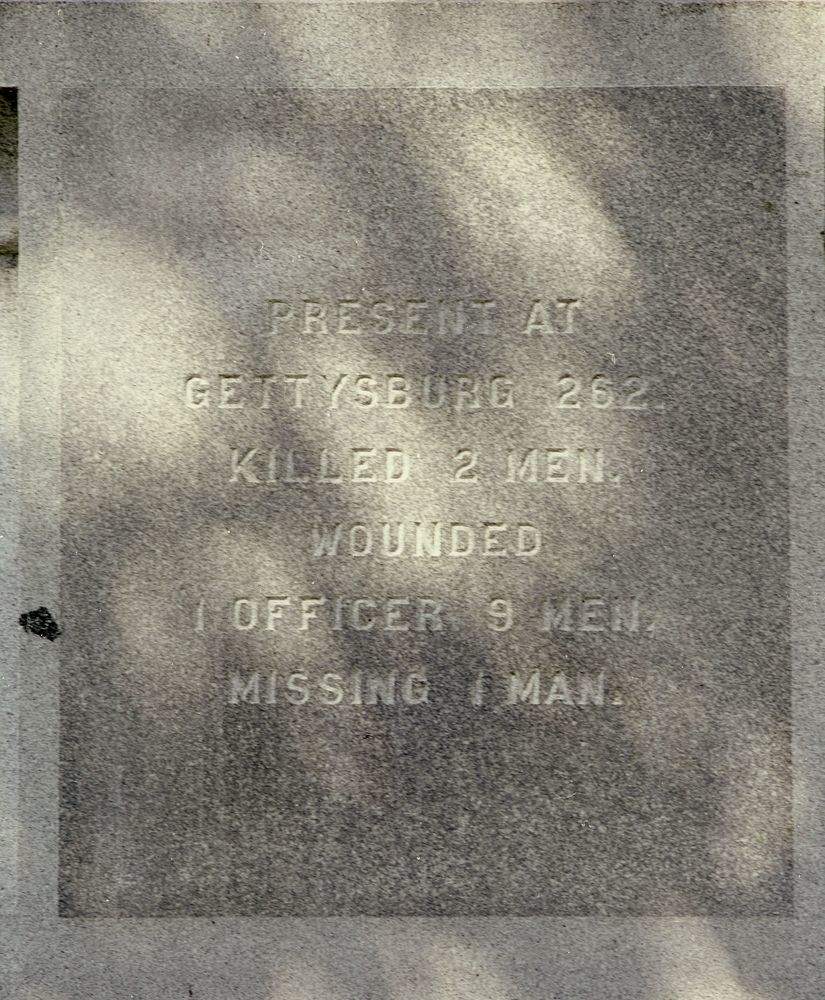 PRESENT AT
GETTYSBURG 262.
KILLED 2 MEN.
WOUNDED
1 OFFICER 9 MEN.
MISSING 1 MAN.